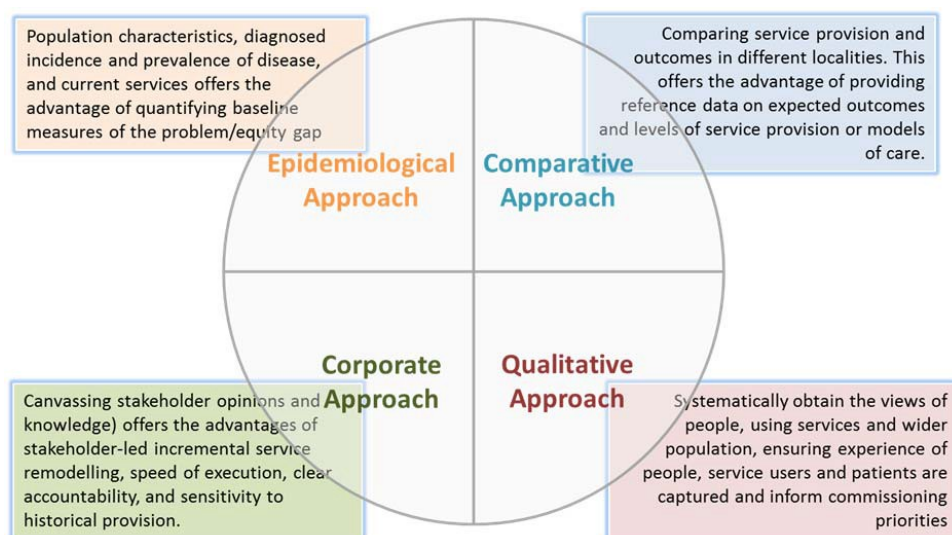 Population characteristics, diagnosed
incidence and prevalence of disease,
and current services offers the
advantage of quantifying baseline
measures of the problem/equity gap
Comparing service provision and
outcomes in different localities. This
offers the advantage of providing
reference data on expected outcomes
and levels of service provision or models
of care.
Epidemiological
Approach
Comparative
Approach
Corporate
Approach
Qualitative
Approach
Canvassing stakeholder opinions and
knowledge) offers the advantages of
stakeholder-led incremental service
remodelling, speed of execution, clear
accountability, and sensitivity to
historical provision.
Systematically obtain the views of
people, using services and wider
population, ensuring experience of
people, service users and patients are
captured and inform commissioning
priorities